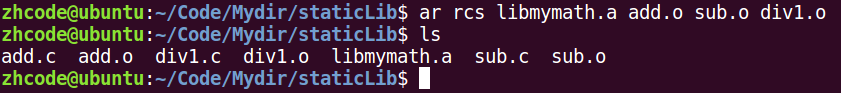 zhcode@ubuntu:~/Code/Mydir/staticLib$ ar rcs libmymath.a add.o sub.o div1.o
zhcode@ubuntu:~/Code/Mydir/staticLib$ ls
add.c  add.o  div1.c  div1.o  libmymath.a  sub.c  sub.o
zhcode@ubuntu:~/Code/Mydir/staticLib$